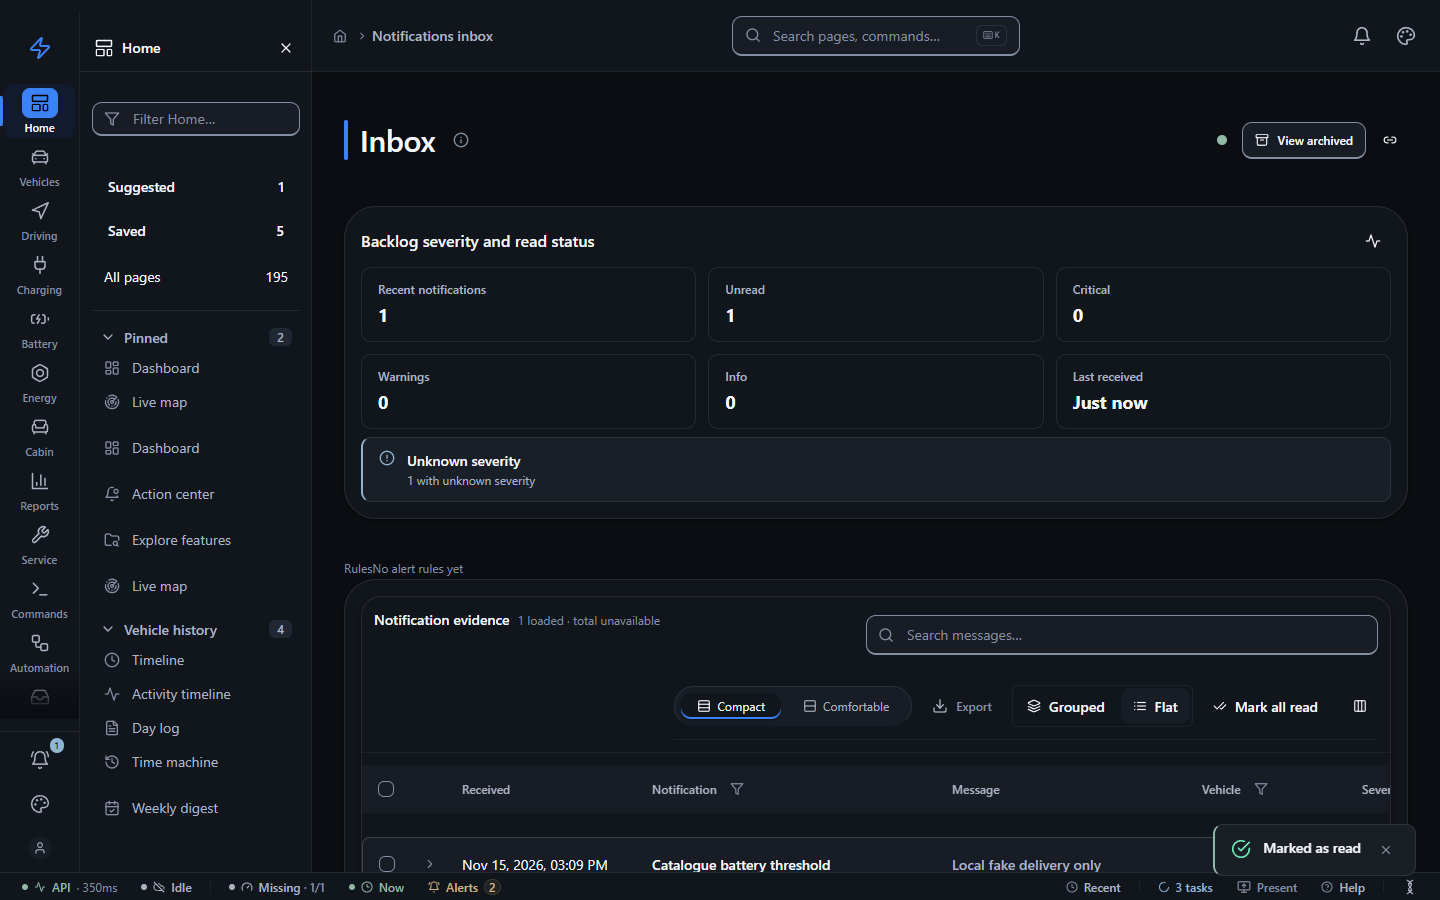 Home
Vehicles
Driving
Charging
Battery
Energy
Cabin
Reports
Service
Commands
Automation
1
Home
Filter Home...
Suggested 1
Saved 5
All pages 195
Pinned 2
Dashboard
Live map
Dashboard
Action center
Explore features
Live map
Vehicle history 4
Timeline
Activity timeline
Day log
Time machine
Weekly digest
Notifications inbox
Search pages, commands... K
Inbox
View archived
Backlog severity and read status
Recent notifications
1
Unread
1
Critical
0
Warnings
0
Info
0
Last received
Just now
Unknown severity
1 with unknown severity
RulesNo alert rules yet
Notification evidence 1 loaded · total unavailable
Search messages...
Compact Comfortable Export Grouped Flat Mark all read
Received Notification Message Vehicle Sever
Nov 15, 2026, 03:09 PM Catalogue battery threshold Local fake delivery only
Marked as read
API · 350ms Idle Missing · 1/1 Now Alerts 2 Recent 3 tasks Present Help